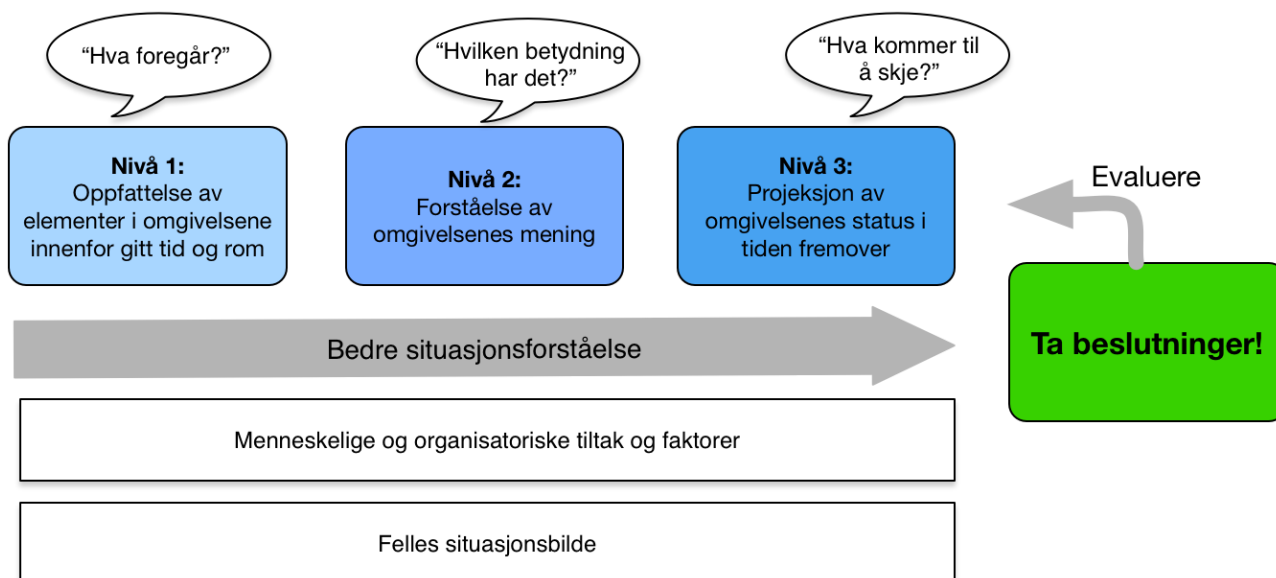 “Hva foregår?”
“Hvilken betydning
har det?”
“Hva kommer til
å skje?”
Nivå 1:
Oppfattelse av
elementer i omgivelsene
innenfor gitt tid og rom
Nivå 2:
Forståelse av
omgivelsenes mening
Nivå 3:
Projeksjon av
omgivelsenes status i
tiden fremover
Evaluere
Ta beslutninger!
Bedre situasjonsforståelse
Menneskelige og organisatoriske tiltak og faktorer
Felles situasjonsbilde